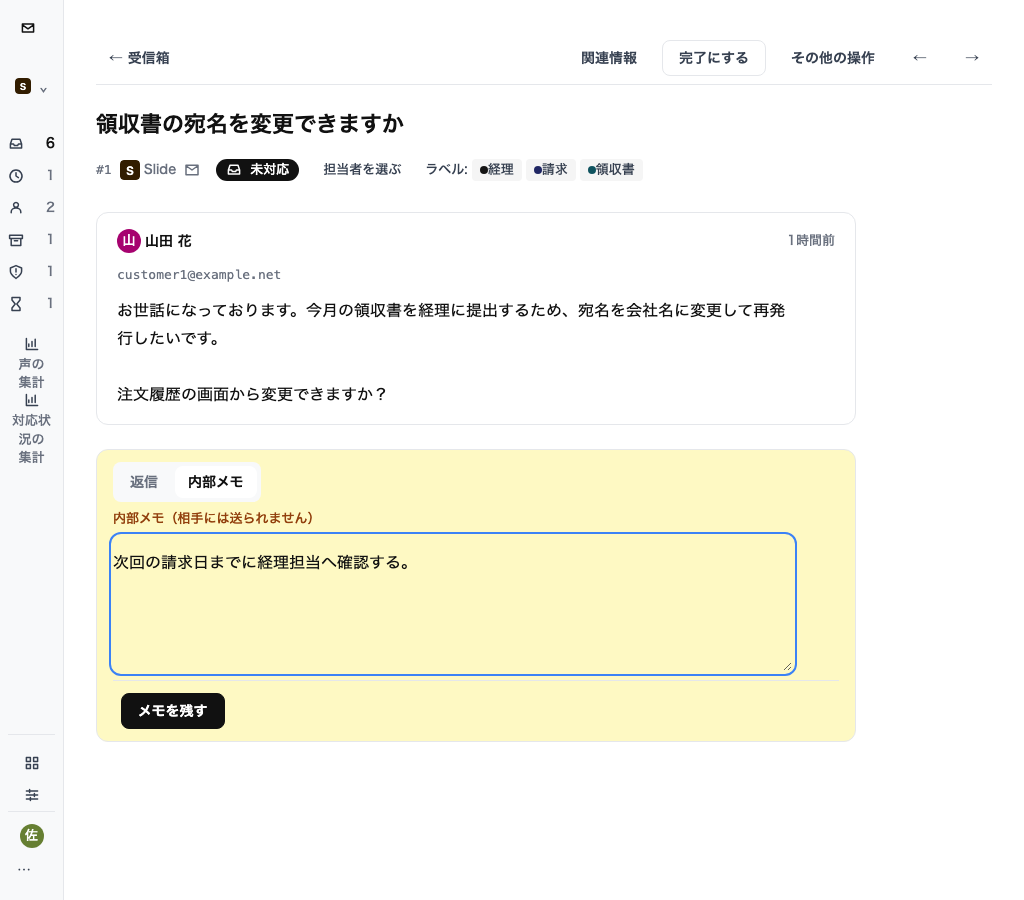 ← 受信箱
関連情報
完了にする
その他の操作
←
→
S
6
1
2
1
1
1
声の
集計
対応状
況の
集計
佐
…
領収書の宛名を変更できますか
#1 S Slide 未対応 担当者を選ぶ ラベル: 経理 請求 領収書
山 山田 花 1時間前
customer1@example.net
お世話になっております。今月の領収書を経理に提出するため、宛名を会社名に変更して再発
行したいです。
注文履歴の画面から変更できますか？
返信 内部メモ
内部メモ（相手には送られません）
次回の請求日までに経理担当へ確認する。
メモを残す